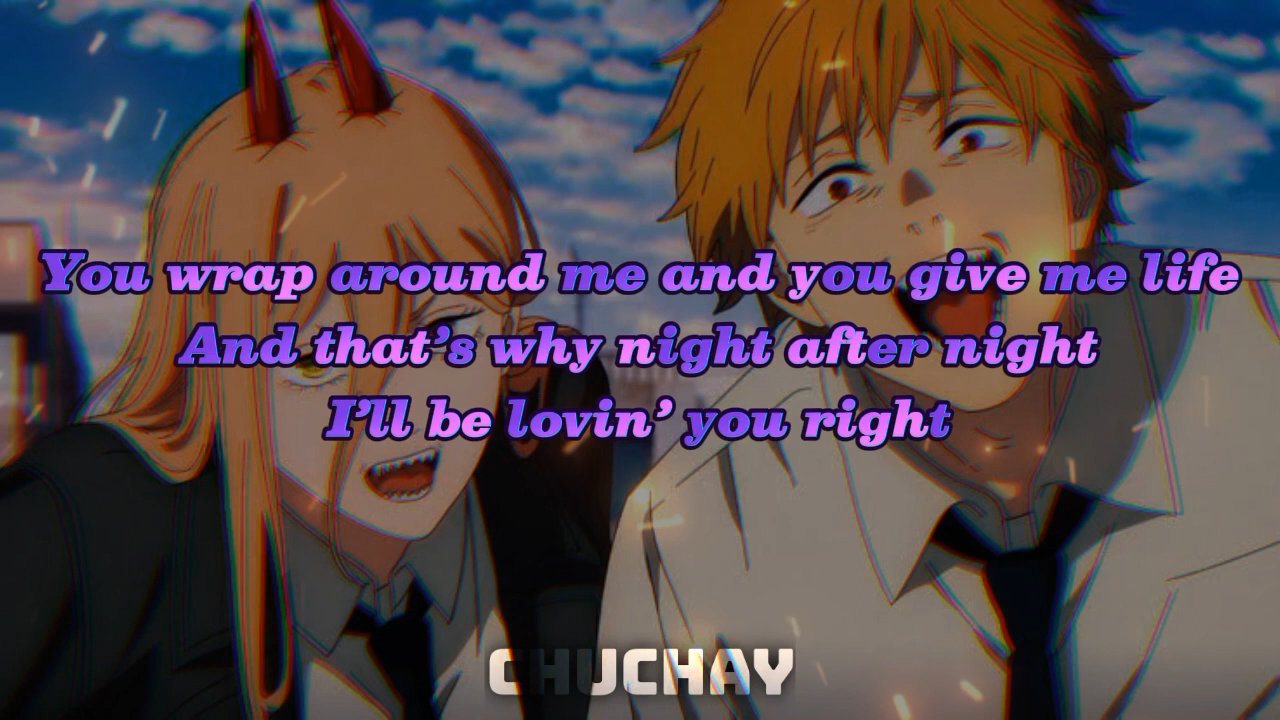 You wrap around me and you give me life
And that’s why night after night
I’ll be lovin’ you right
CHUCHAY